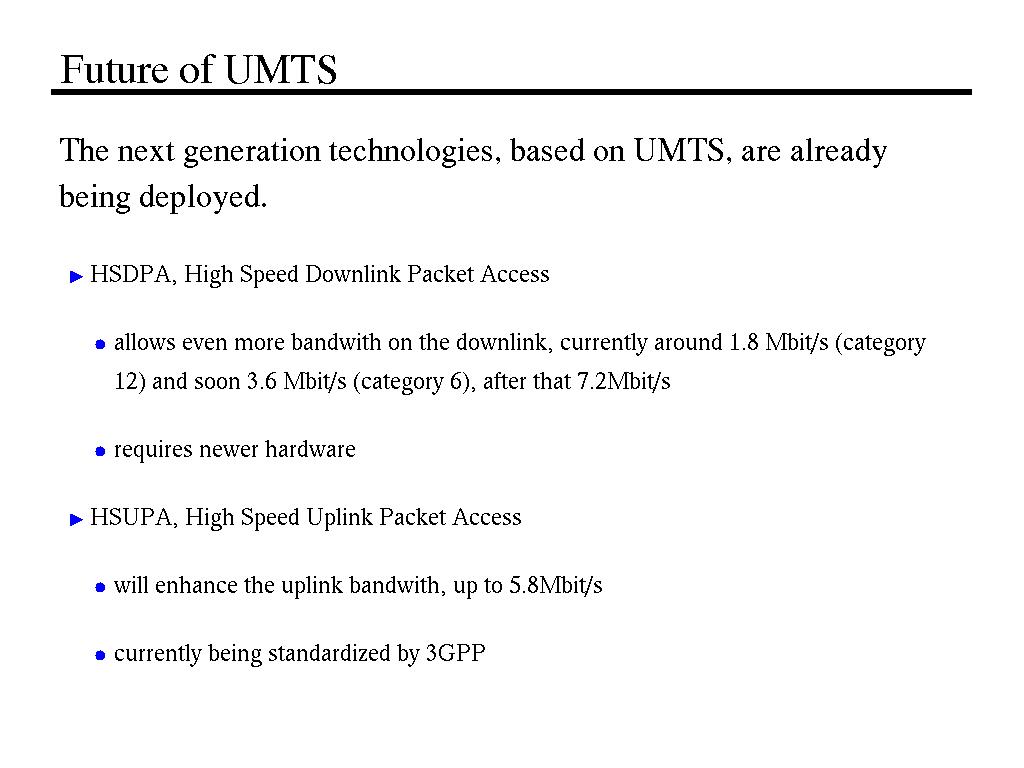 Future of UMTS
The next generation technologies, based on UMTS, are already
being deployed.
HSDPA, High Speed Downlink Packet Access
allows even more bandwith on the downlink, currently around 1.8 Mbit/s (category
12) and soon 3.6 Mbit/s (category 6), after that 7.2Mbit/s
requires newer hardware
HSUPA, High Speed Uplink Packet Access
will enhance the uplink bandwith, up to 5.8Mbit/s
currently being standardized by 3GPP